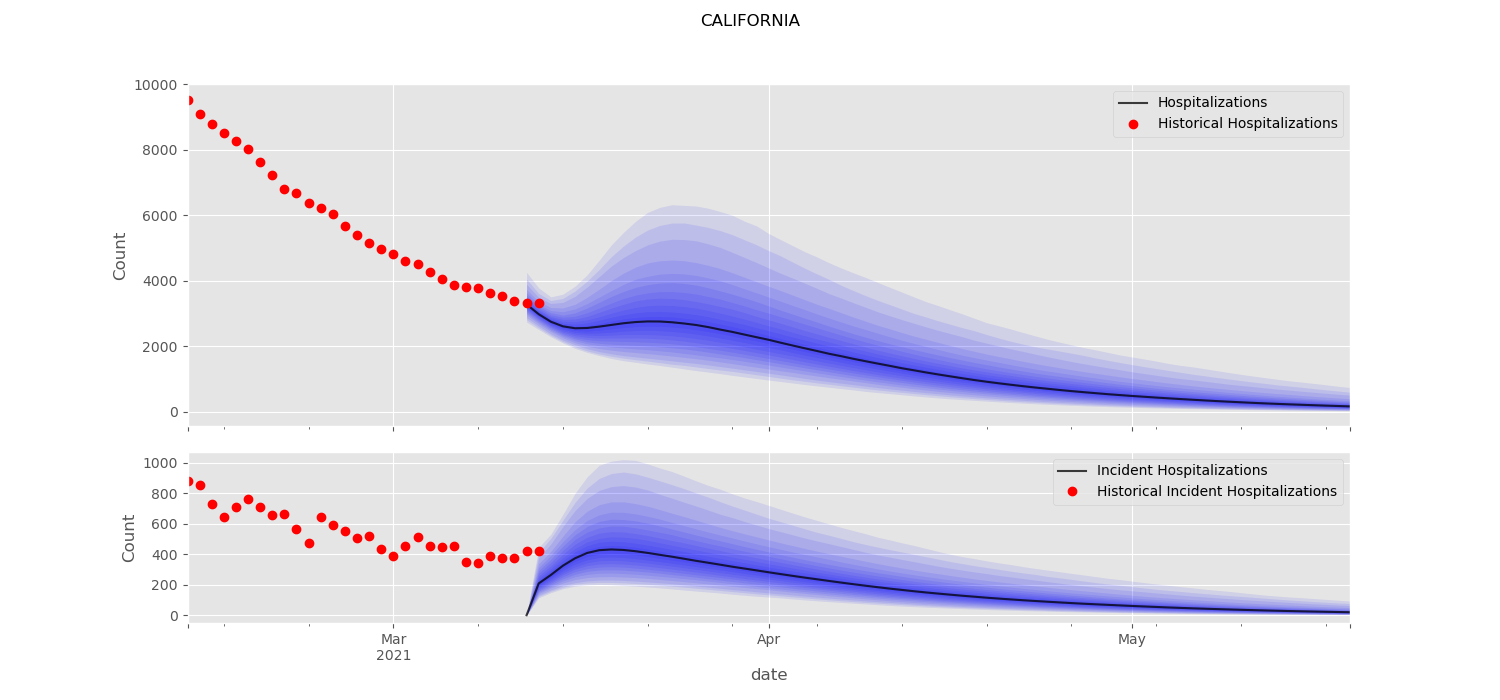 CALIFORNIA
10000
8000
6000
4000
2000
0
Count
Hospitalizations
Historical Hospitalizations
1000
800
600
400
200
0
Count
Incident Hospitalizations
Historical Incident Hospitalizations
Mar
2021
Apr
May
date